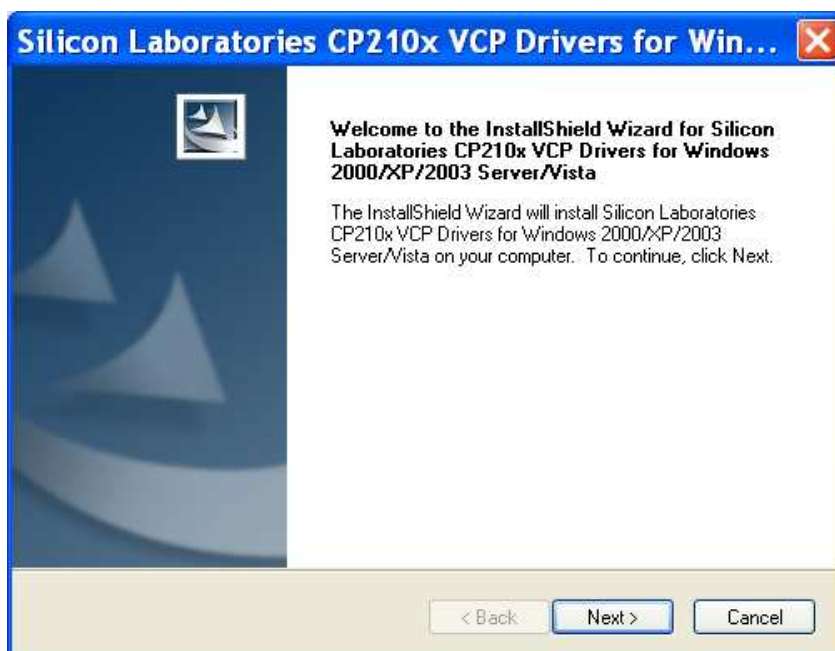 Silicon Laboratories CP210x VCP Drivers for Win...
Welcome to the InstallShield Wizard for Silicon
Laboratories CP210x VCP Drivers for Windows
2000/XP/2003 Server/Vista
The InstallShield Wizard will install Silicon Laboratories
CP210x VCP Drivers for Windows 2000/XP/2003
Server/Vista on your computer. To continue, click Next.
< Back
Next >
Cancel